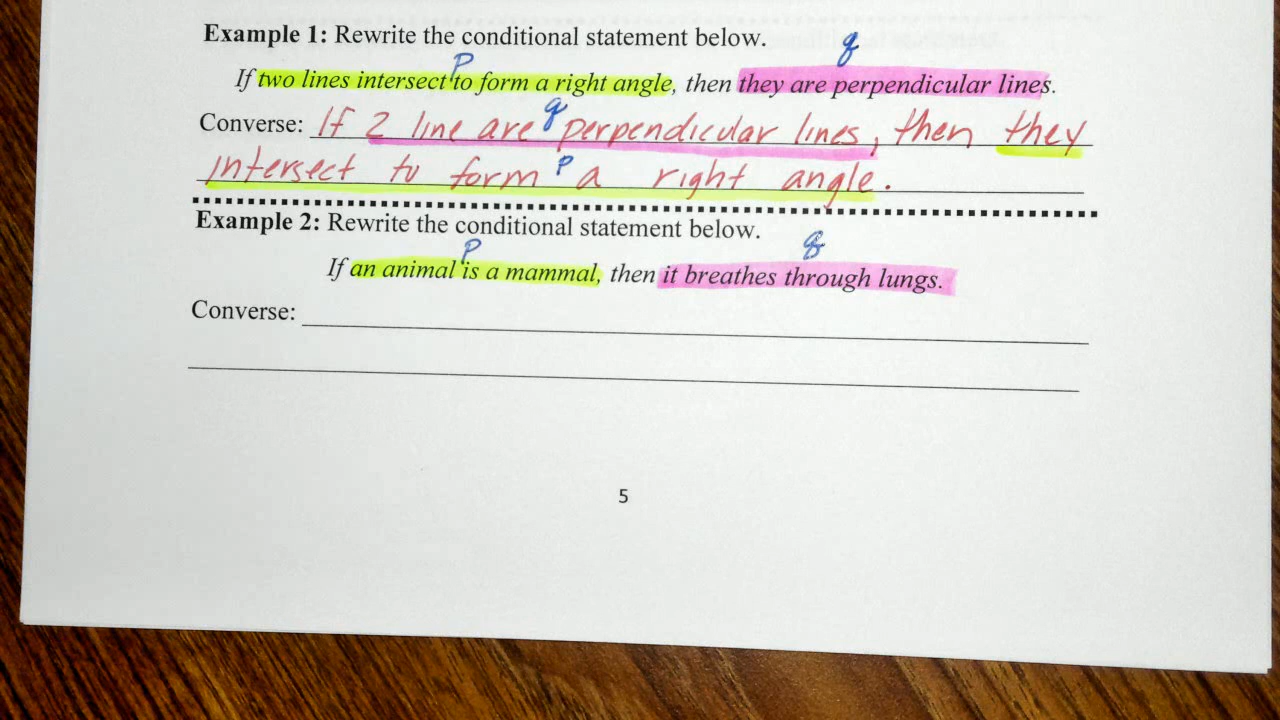 Example 1: Rewrite the conditional statement below.
p q
If two lines intersect to form a right angle, then they are perpendicular lines.
q
Converse: If 2 line are perpendicular lines, then they
p
intersect to form a right angle.
Example 2: Rewrite the conditional statement below.
p q
If an animal is a mammal, then it breathes through lungs.
Converse:
5